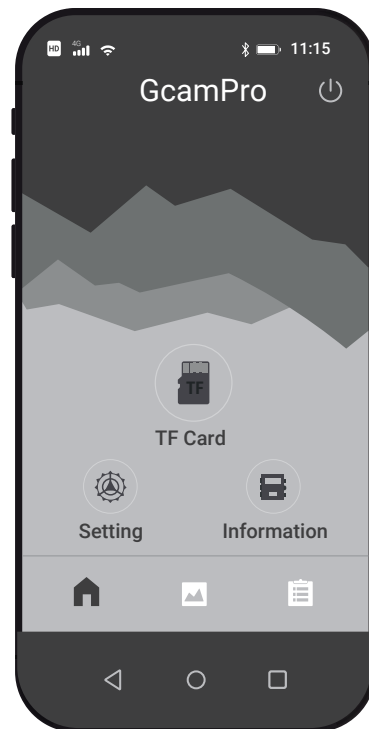 HD 4G 11:15
GcamPro
TF
TF Card
Setting Information